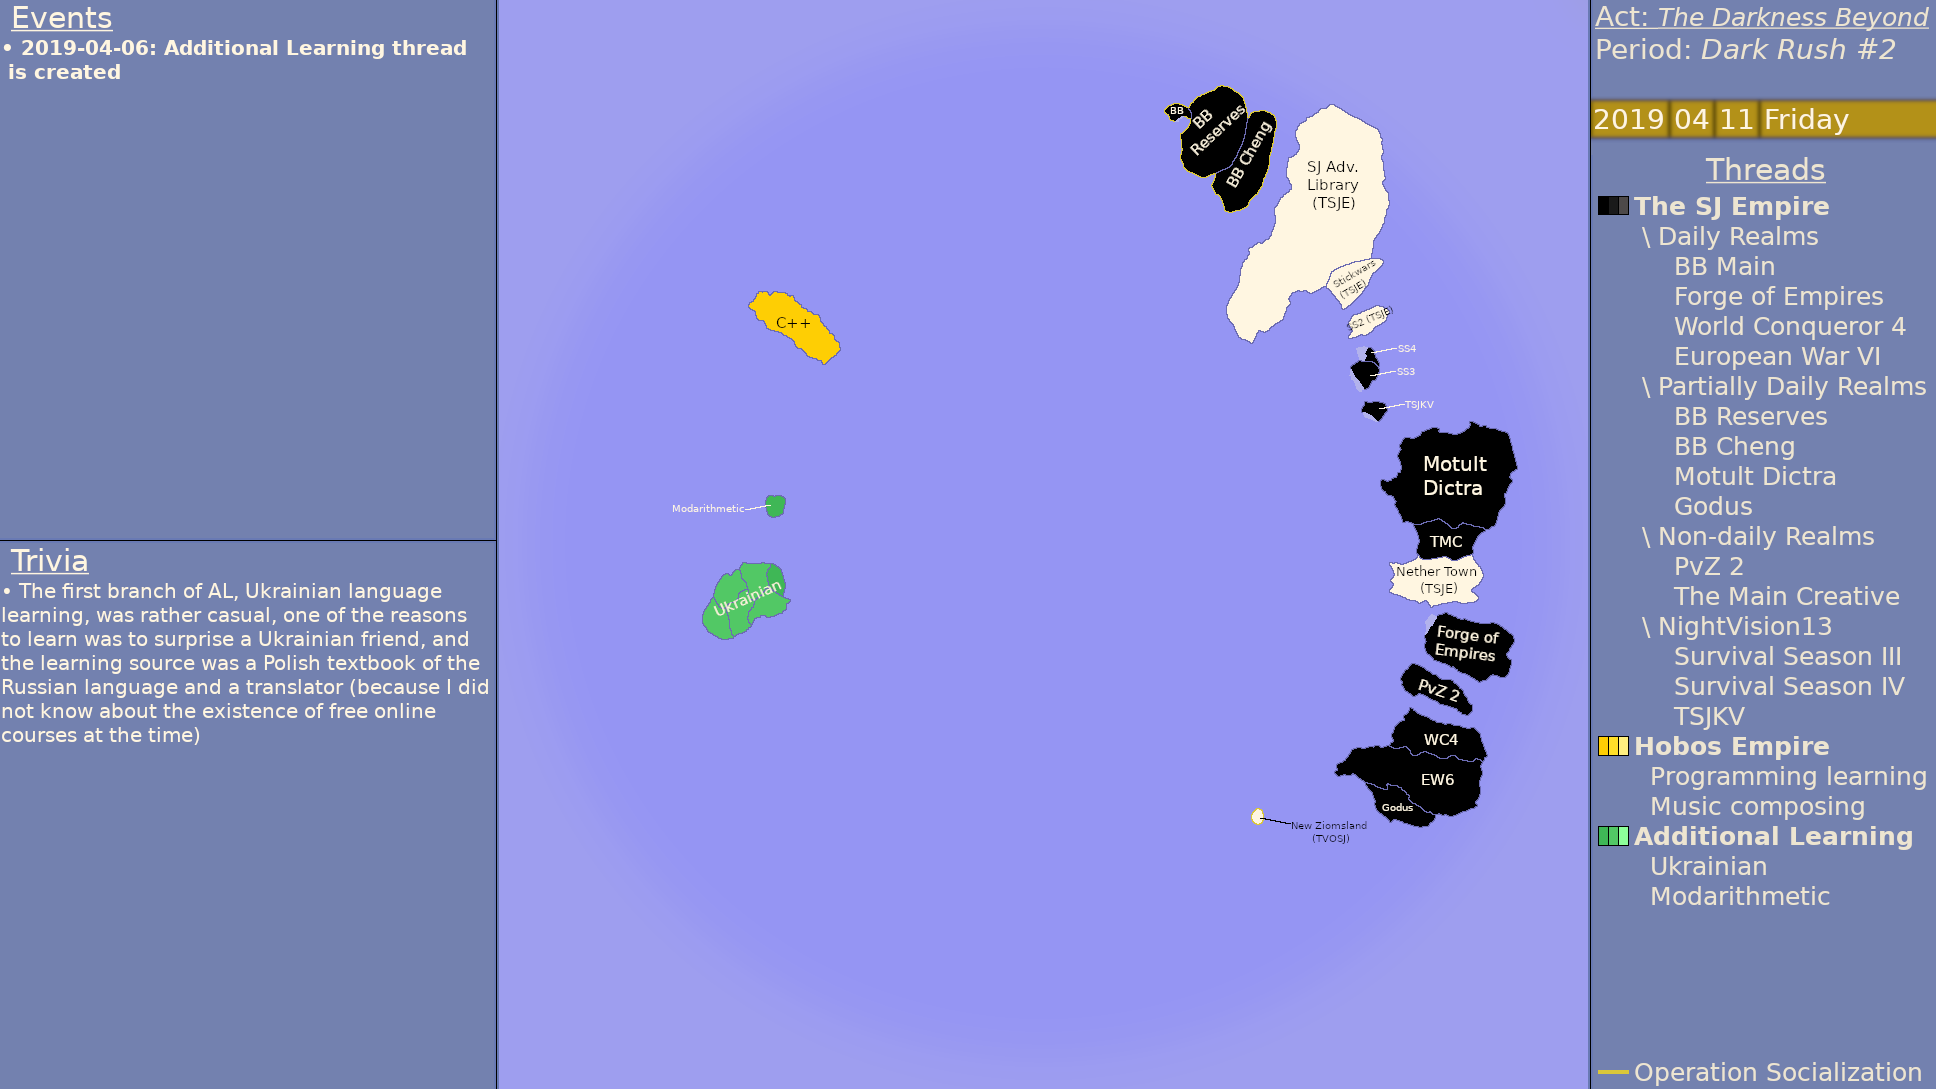 Events
• 2019-04-06: Additional Learning thread
is created
Trivia
• The first branch of AL, Ukrainian language
learning, was rather casual, one of the reasons
to learn was to surprise a Ukrainian friend, and
the learning source was a Polish textbook of the
Russian language and a translator (because I did
not know about the existence of free online
courses at the time)
BB
BB
Reserves
BB Cheng
SJ Adv.
Library
(TSJE)
Stickwars
(TSJE)
SS2 (TSJE)
SS4
SS3
TSJKV
C++
Modarithmetic
Ukrainian
Motult
Dictra
TMC
Nether Town
(TSJE)
Forge of
Empires
PvZ 2
WC4
EW6
Godus
New Ziomsland
(TVOSJ)
Act: The Darkness Beyond
Period: Dark Rush #2
2019 04 11 Friday
Threads
The SJ Empire
\ Daily Realms
BB Main
Forge of Empires
World Conqueror 4
European War VI
\ Partially Daily Realms
BB Reserves
BB Cheng
Motult Dictra
Godus
\ Non-daily Realms
PvZ 2
The Main Creative
\ NightVision13
Survival Season III
Survival Season IV
TSJKV
Hobos Empire
Programming learning
Music composing
Additional Learning
Ukrainian
Modarithmetic
Operation Socialization